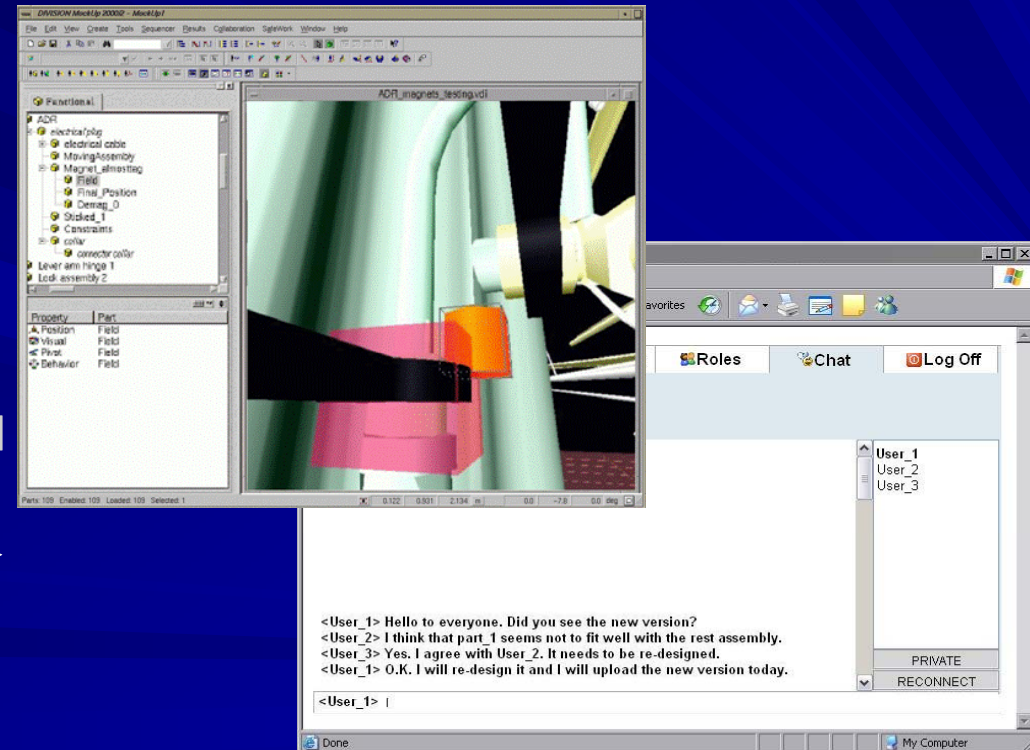 DIVISION MockUp 2000i2 - MockUp1
File Edit View Create Tools Sequencer Results Collaboration SafeWork Window Help
ADR_magnets_testing.vdi
Functional
ADR
electrical plug
electrical cable
MovingAssembly
Magnet_almosttag
Field
Final_Position
Demag_0
Sticked_1
Constraints
collar
connector collar
Lever arm hinge 1
Lock assembly 2
Property Part
Position Field
Visual Field
Pivot Field
Behavior Field
Parts: 109 Enabled: 109 Loaded: 109 Selected: 1
0.122 0.931 2.134 m 0.0 -7.8 0.0 deg
avorites
Roles Chat Log Off
User_1
User_2
User_3
<User_1> Hello to everyone. Did you see the new version?
<User_2> I think that part_1 seems not to fit well with the rest assembly.
<User_3> Yes. I agree with User_2. It needs to be re-designed.
<User_1> O.K. I will re-design it and I will upload the new version today.
PRIVATE
RECONNECT
<User_1>
Done My Computer